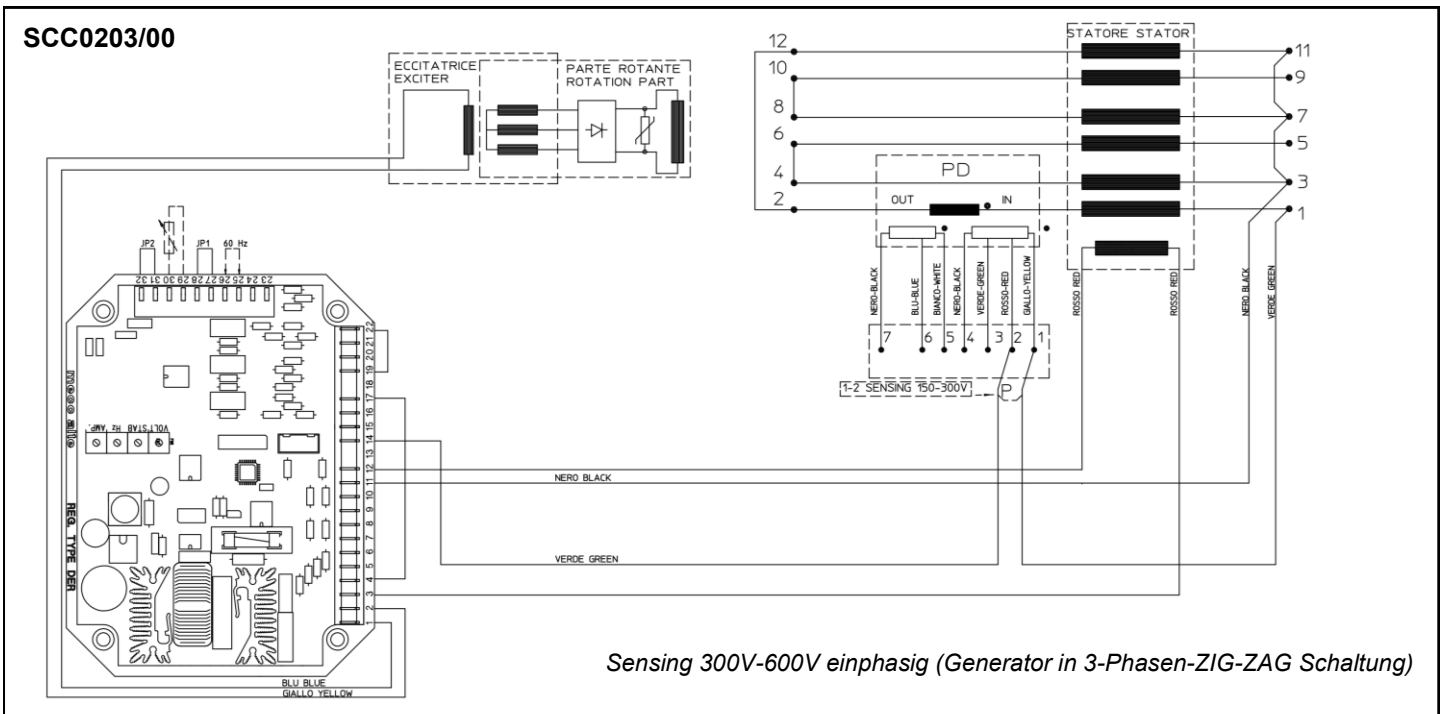 SCC0203/00
ECCITATRICE
EXCITER
PARTE ROTANTE
ROTATION PART
STATORE STATOR
12
10
8
6
4
2
11
9
7
5
3
1
PD
OUT
IN
NERO-BLACK
BLU-BLUE
BIANCO-WHITE
NERO-BLACK
VERDE-GREEN
ROSSO-RED
GIALLO-YELLOW
ROSSO RED
ROSSO RED
NERO BLACK
VERDE GREEN
7 6 5 4 3 2 1
1-2 SENSING 150-300V
P
JP2
JP1
60 Hz
32 31 30 29 28 27 26 25 24 23
22
21
20
19
18
17
16
15
14
13
12
11
10
9
8
7
6
5
4
3
2
1
mecc alte
AMP. Hz STAB VOLT
REG. TYPE DER
NERO BLACK
VERDE GREEN
BLU BLUE
GIALLO YELLOW
Sensing 300V-600V einphasig (Generator in 3-Phasen-ZIG-ZAG Schaltung)